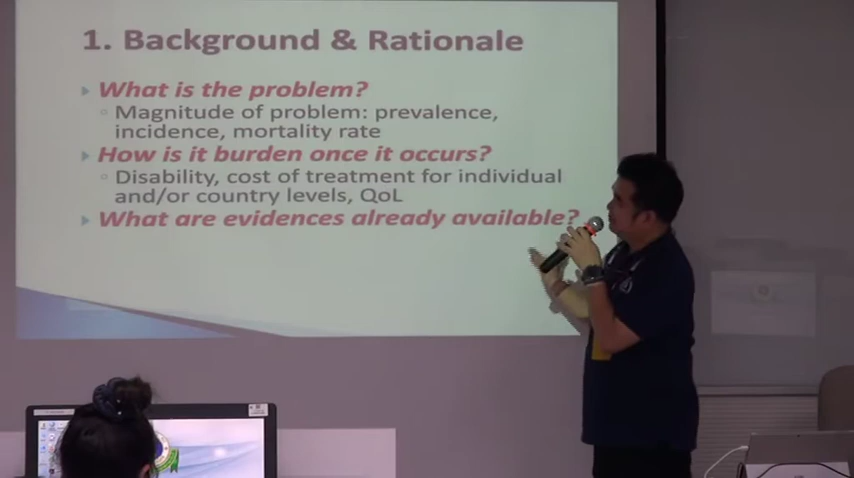 1. Background & Rationale
What is the problem?
Magnitude of problem: prevalence,
incidence, mortality rate
How is it burden once it occurs?
Disability, cost of treatment for individual
and/or country levels, QoL
What are evidences already available?